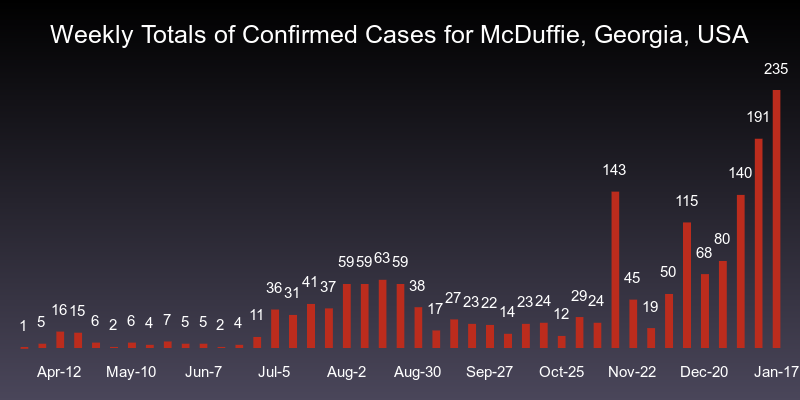 Weekly Totals of Confirmed Cases for McDuffie, Georgia, USA
1 5 16 15 6 2 6 4 7 5 5 2 4 11 36 31 41 37 59 59 63 59 38 17 27 23 22 14 23 24 12 29 24 143 45 19 50 115 68 80 140 191 235
Apr-12 May-10 Jun-7 Jul-5 Aug-2 Aug-30 Sep-27 Oct-25 Nov-22 Dec-20 Jan-17